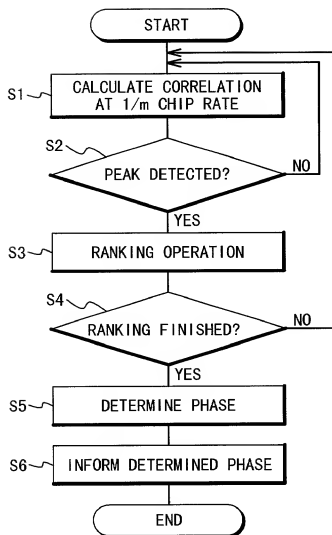 START
S1
CALCULATE CORRELATION
AT 1/m CHIP RATE
S2
PEAK DETECTED?
NO
YES
S3
RANKING OPERATION
S4
RANKING FINISHED?
NO
YES
S5
DETERMINE PHASE
S6
INFORM DETERMINED PHASE
END